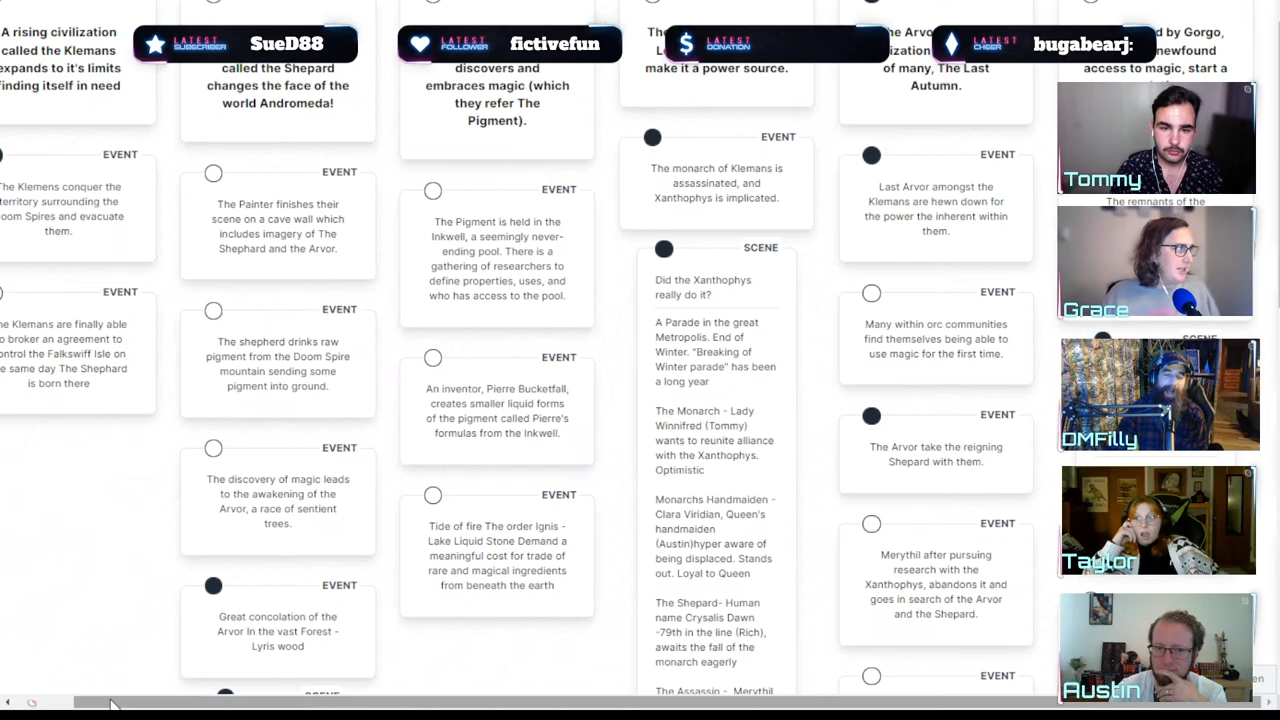 LATEST
SUBSCRIBER
SueD88
LATEST
FOLLOWER
fictivefun
LATEST
DONATION
LATEST
CHEER
bugabearj:
A rising civilization
called the Klemans
expands to it's limits
finding itself in need
EVENT
The Klemens conquer the
territory surrounding the
oom Spires and evacuate
them.
EVENT
he Klemans are finally able
o broker an agreement to
ontrol the Falkswiff Isle on
e same day The Shephard
is born there
called the Shepard
changes the face of the
world Andromeda!
EVENT
The Painter finishes their
scene on a cave wall which
includes imagery of The
Shephard and the Arvor.
EVENT
The shepherd drinks raw
pigment from the Doom Spire
mountain sending some
pigment into ground.
EVENT
The discovery of magic leads
to the awakening of the
Arvor, a race of sentient
trees.
EVENT
Great concolation of the
Arvor In the vast Forest -
Lyris wood
SCENE
discovers and
embraces magic (which
they refer The
Pigment).
EVENT
The Pigment is held in the
Inkwell, a seemingly never-
ending pool. There is a
gathering of researchers to
define properties, uses, and
who has access to the pool.
EVENT
An inventor, Pierre Bucketfall,
creates smaller liquid forms
of the pigment called Pierre's
formulas from the Inkwell.
EVENT
Tide of fire The order Ignis -
Lake Liquid Stone Demand a
meaningful cost for trade of
rare and magical ingredients
from beneath the earth
make it a power source.
EVENT
The monarch of Klemans is
assassinated, and
Xanthophys is implicated.
SCENE
Did the Xanthophys
really do it?
A Parade in the great
Metropolis. End of
Winter. "Breaking of
Winter parade" has been
a long year
The Monarch - Lady
Winnifred (Tommy)
wants to reunite alliance
with the Xanthophys.
Optimistic
Monarchs Handmaiden -
Clara Viridian, Queen's
handmaiden
(Austin)hyper aware of
being displaced. Stands
out. Loyal to Queen
The Shepard- Human
name Crysalis Dawn
-79th in the line (Rich),
awaits the fall of the
monarch eagerly
The Assassin - Merythil
he Arvo
ization
of many, The Last
Autumn.
EVENT
Last Arvor amongst the
Klemans are hewn down for
the power the inherent within
them.
EVENT
Many within orc communities
find themselves being able to
use magic for the first time.
EVENT
The Arvor take the reigning
Shepard with them.
EVENT
Merythil after pursuing
research with the
Xanthophys, abandons it and
goes in search of the Arvor
and the Shepard.
EVENT
d by Gorgo,
newfound
access to magic, start a
The remnants of the
SCENE
Tommy
Grace
DMFilly
Taylor
Austin